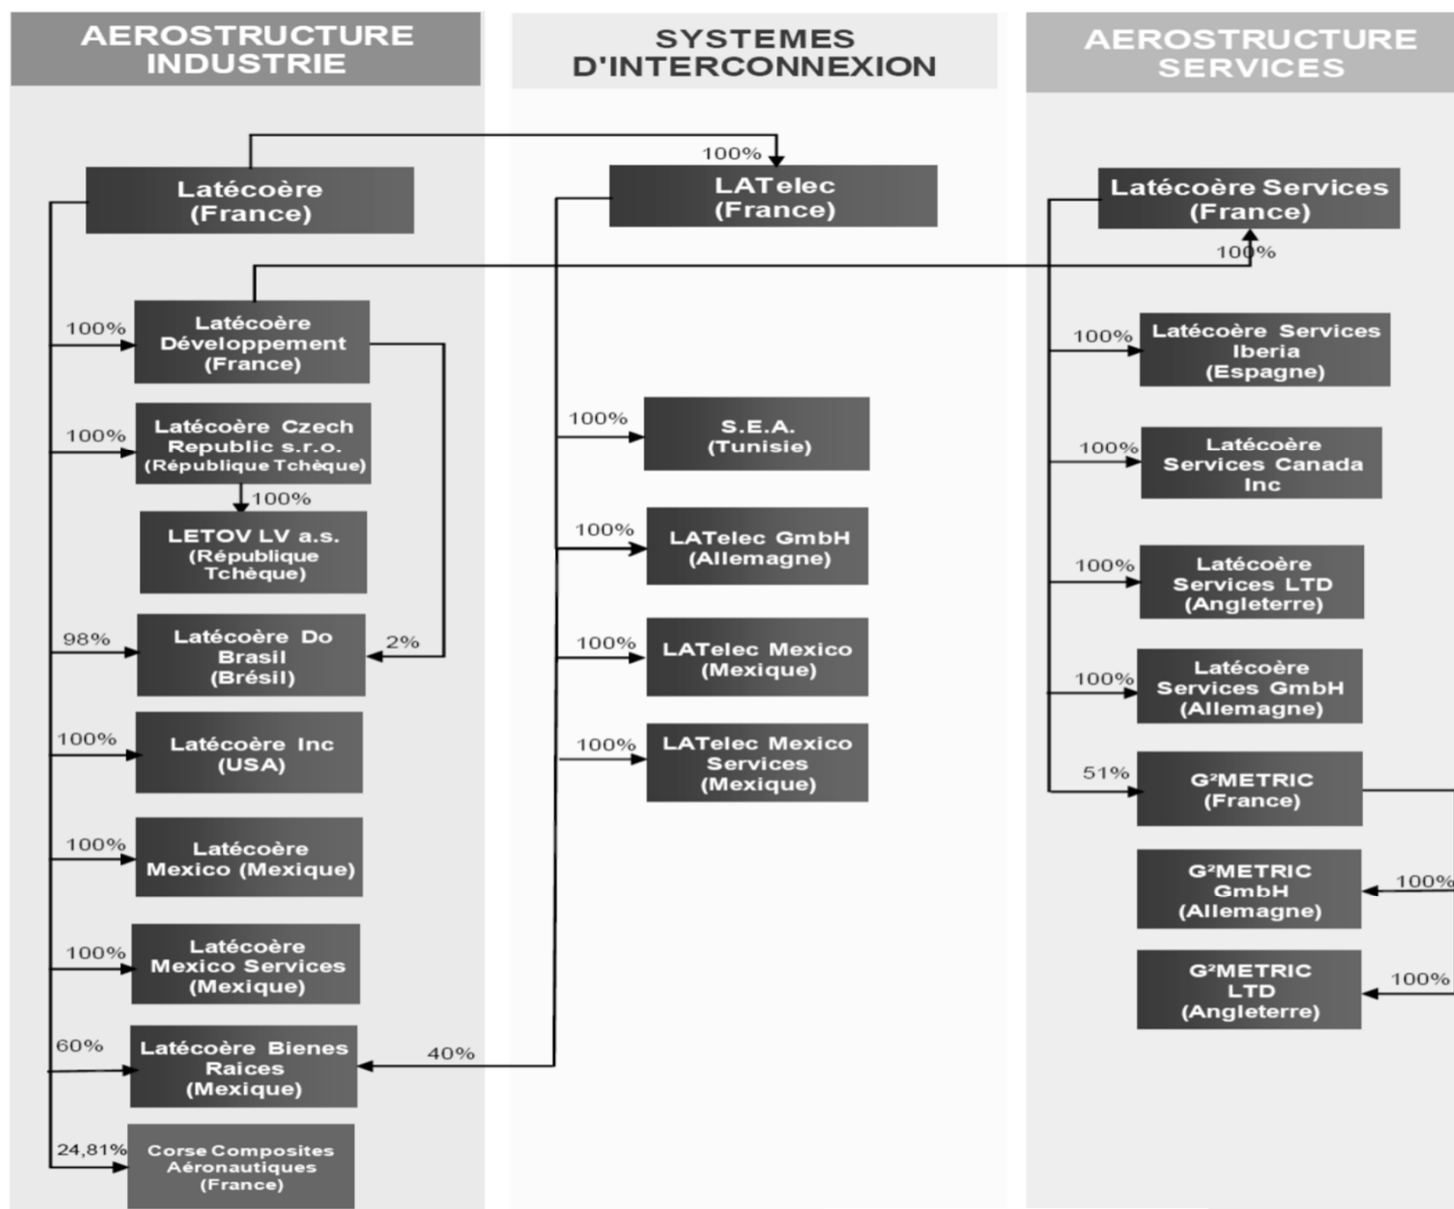 AEROSTRUCTURE
INDUSTRIE
100%
Latécoère
(France)
100%
Latécoère
Développement
(France)
100%
Latécoère Czech
Republic s.r.o.
(République Tchèque)
100%
LETOV LV a.s.
(République
Tchèque)
98%
Latécoère Do
Brasil
(Brésil)
2%
100%
Latécoère Inc
(USA)
100%
Latécoère
Mexico (Mexique)
100%
Latécoère
Mexico Services
(Mexique)
60%
Latécoère Bienes
Raices
(Mexique)
40%
24,81%
Corse Composites
Aéronautiques
(France)
SYSTEMES
D'INTERCONNEXION
LATelec
(France)
100%
S.E.A.
(Tunisie)
100%
LATelec GmbH
(Allemagne)
100%
LATelec Mexico
(Mexique)
100%
LATelec Mexico
Services
(Mexique)
AEROSTRUCTURE
SERVICES
Latécoère Services
(France)
100%
100%
Latécoère Services
Iberia
(Espagne)
100%
Latécoère
Services Canada
Inc
100%
Latécoère
Services LTD
(Angleterre)
100%
Latécoère
Services GmbH
(Allemagne)
51%
G²METRIC
(France)
G²METRIC
GmbH
(Allemagne)
100%
G²METRIC
LTD
(Angleterre)
100%